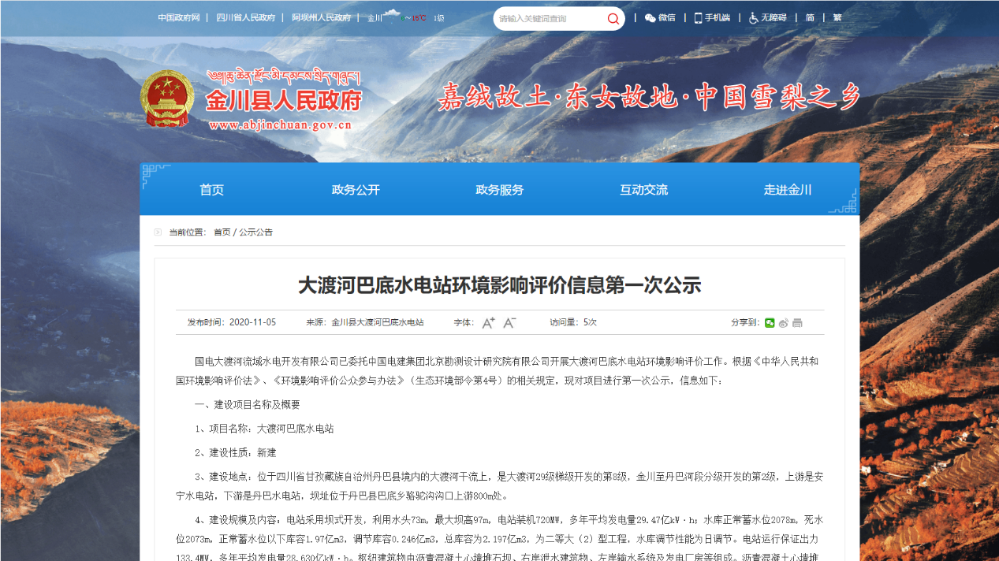 中国政府网 | 四川省人民政府 | 阿坝州人民政府 | 金川 ~18℃ 1级 请输入关键词查询 | 微信 | 手机端 | 无障碍 | 简 | 繁
金川县人民政府
www.abjinchuan.gov.cn
嘉绒故土·东女故地·中国雪梨之乡
首页 政务公开 政务服务 互动交流 走进金川
当前位置: 首页 / 公示公告
大渡河巴底水电站环境影响评价信息第一次公示
发布时间: 2020-11-05 来源: 金川县大渡河巴底水电站 字体: A+ A- 访问量: 5次 分享到:
国电大渡河流域水电开发有限公司已委托中国电建集团北京勘测设计研究院有限公司开展大渡河巴底水电站环境影响评价工作。根据《中华人民共和
国环境影响评价法》、《环境影响评价公众参与办法》(生态环境部令第4号)的相关规定,现对项目进行第一次公示,信息如下:
一、建设项目名称及概要
1、项目名称: 大渡河巴底水电站
2、建设性质: 新建
3、建设地点: 位于四川省甘孜藏族自治州丹巴县境内的大渡河干流上,是大渡河29级梯级开发的第8级,金川至丹巴河段分级开发的第2级,上游是安
宁水电站,下游是丹巴水电站,坝址位于丹巴县巴底乡骆驼沟沟口上游800m处。
4、建设规模及内容: 电站采用坝式开发,利用水头73m,最大坝高97m,电站装机720MW,多年平均发电量29.47亿kW·h; 水库正常蓄水位2078m,死水
位2073m,正常蓄水位以下库容1.97亿m3,调节库容0.246亿m3,总库容为2.197亿m3,为二等大(2)型工程,水库调节性能为日调节。电站运行保证出力
133.4MW,多年平均发电量28.630亿kW·h。枢纽建筑物由沥青混凝土心墙堆石坝、右岸泄水建筑物、左岸输水系统及发电厂房等组成。沥青混凝土心墙堆